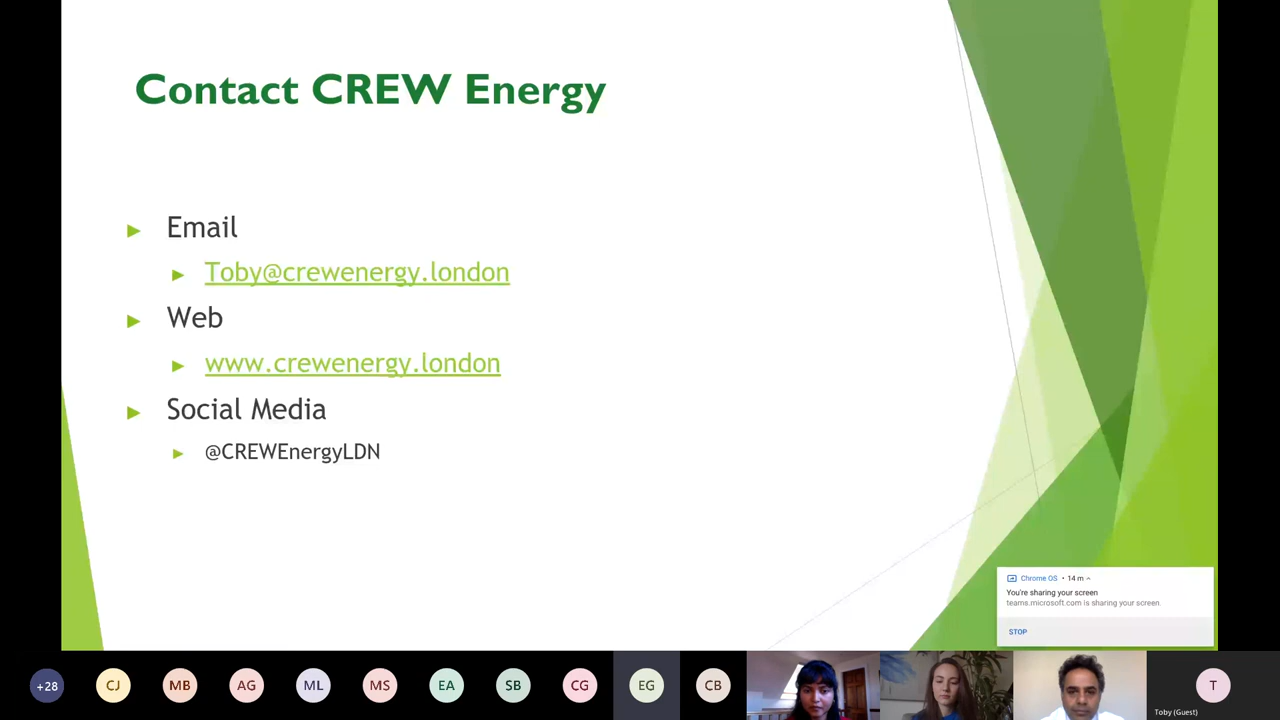 Contact CREW Energy
Email
Toby@crewenergy.london
Web
www.crewenergy.london
Social Media
@CREWEnergyLDN
Chrome OS • 14 m
You're sharing your screen
teams.microsoft.com is sharing your screen.
STOP
+28
CJ
MB
AG
ML
MS
EA
SB
CG
EG
CB
T
Toby (Guest)